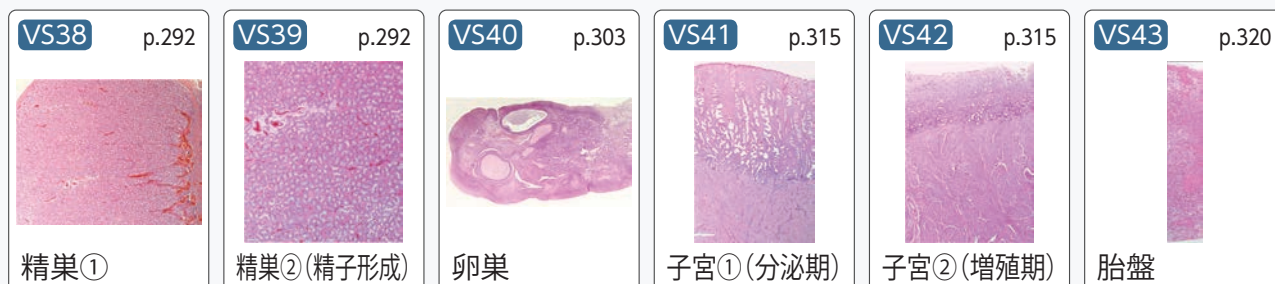 VS38 p.292
精巣①
VS39 p.292
精巣②(精子形成)
VS40 p.303
卵巣
VS41 p.315
子宮①(分泌期)
VS42 p.315
子宮②(増殖期)
VS43 p.320
胎盤